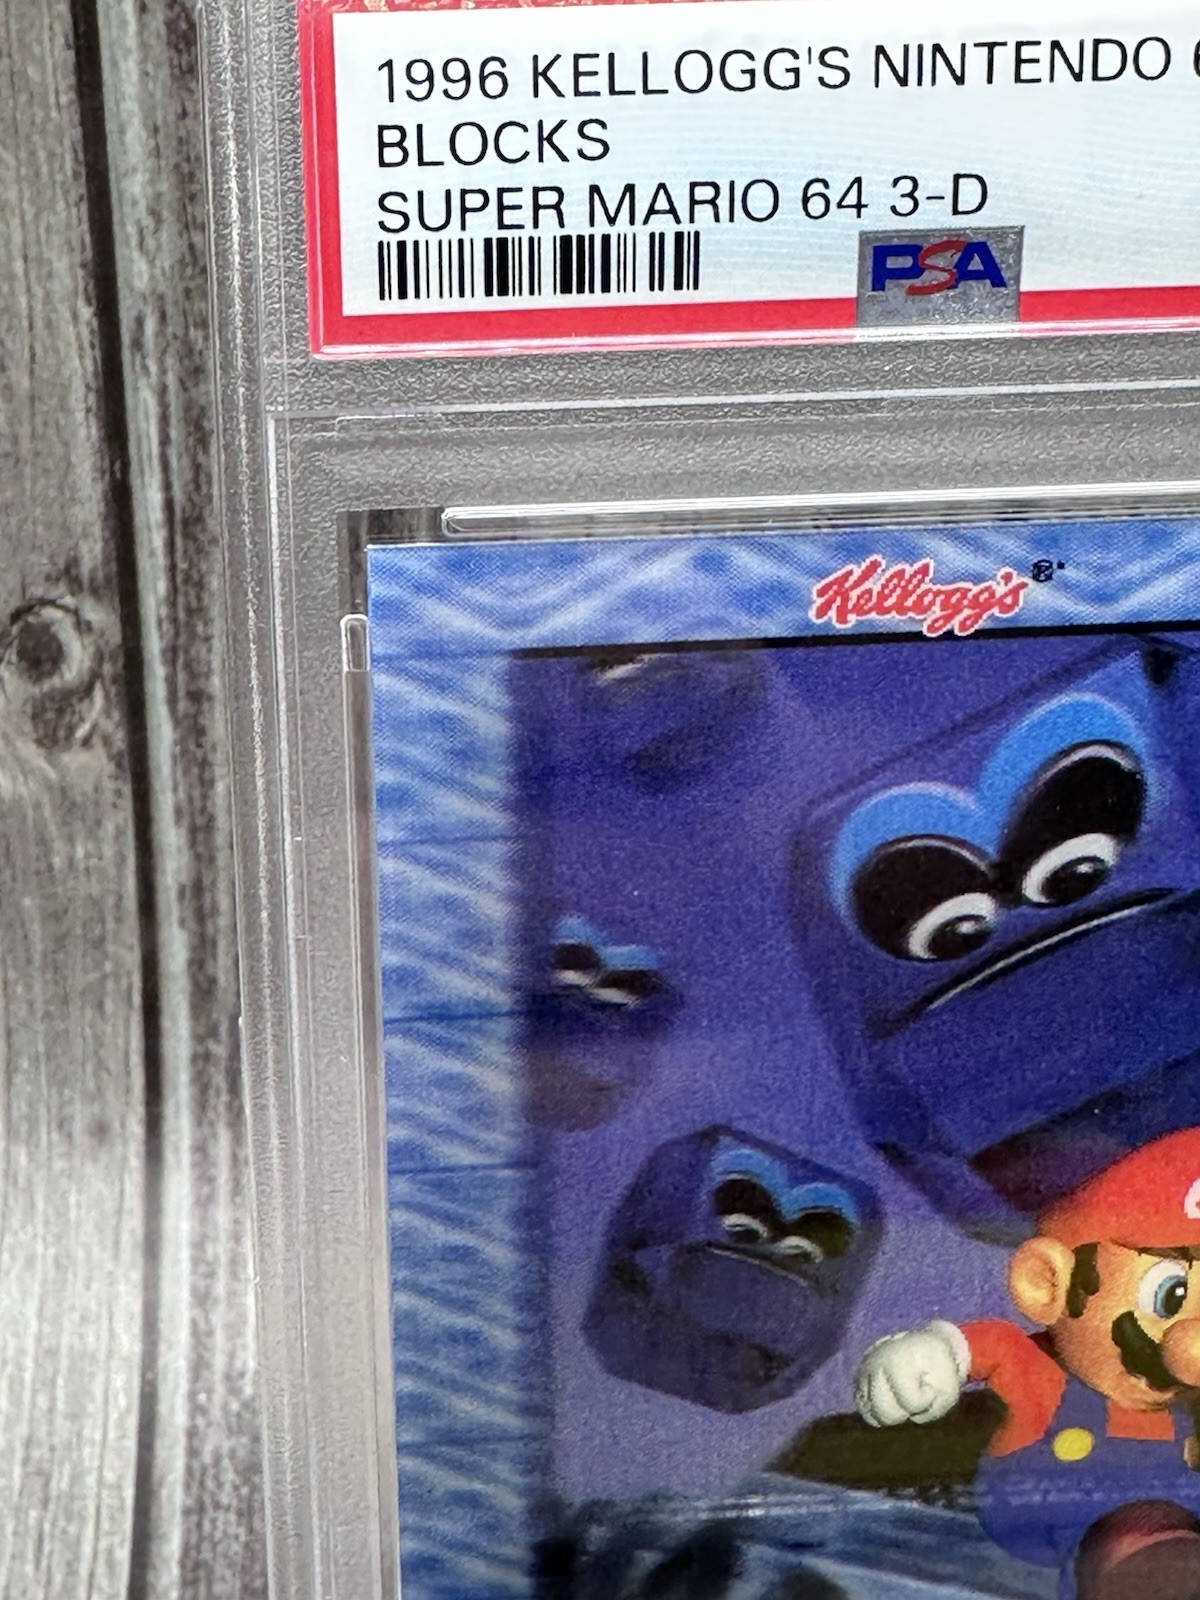 1996 KELLOGG'S NINTENDO
BLOCKS
SUPER MARIO 64 3-D
PSA
Kellogg's®